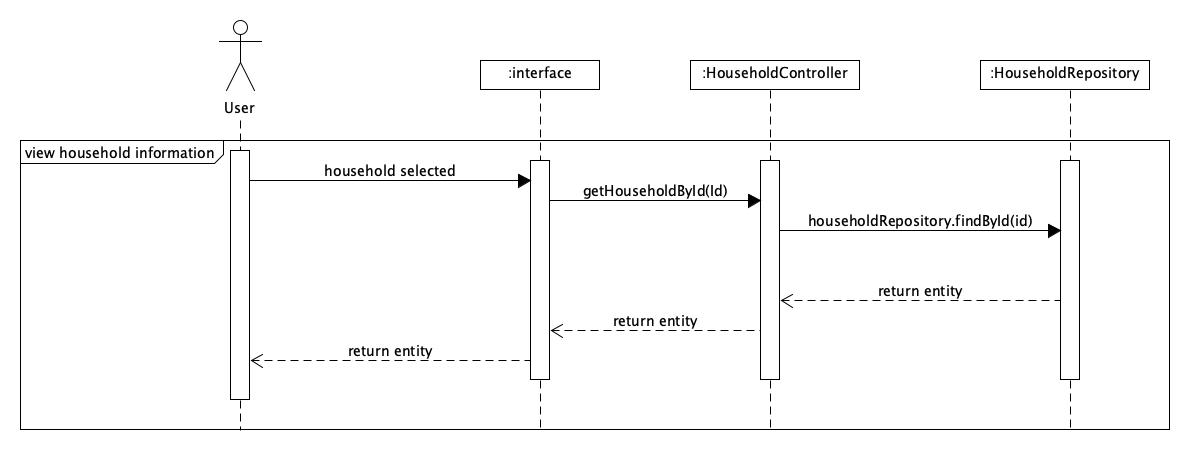 User
:interface
:HouseholdController
:HouseholdRepository
view household information
household selected
getHouseholdById(Id)
householdRepository.findById(id)
return entity
return entity
return entity